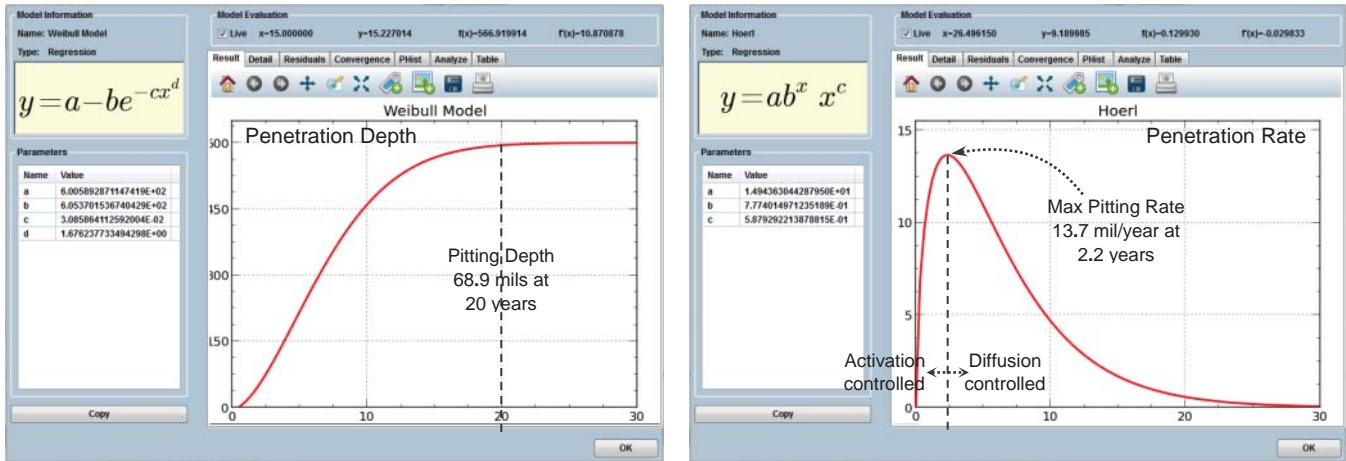 Model Information
Name: Weibull Model
Type: Regression
y=a-be^{-cx^d}
Parameters
Name Value
a 6.005892871147419E+02
b 6.053701536740429E+02
c 3.085864112592004E-02
d 1.676237733494298E+00
Copy
Model Evaluation
Live x=15.000000 y=15.227014 f(x)=566.919914 f'(x)=10.870878
Result Detail Residuals Convergence PHist Analyze Table
Weibull Model
Penetration Depth
600
450
300
150
0
Pitting Depth
68.9 mils at
20 years
0 10 20 30
OK
Model Information
Name: Hoerl
Type: Regression
y=ab^x x^c
Parameters
Name Value
a 1.494363044287950E+01
b 7.774014971235189E-01
c 5.879292213878815E-01
Copy
Model Evaluation
Live x=26.496150 y=9.189985 f(x)=0.129930 f'(x)=-0.029833
Result Detail Residuals Convergence PHist Analyze Table
Hoerl
Penetration Rate
15
10
5
0
Max Pitting Rate
13.7 mil/year at
2.2 years
Activation
controlled
Diffusion
controlled
0 10 20 30
OK